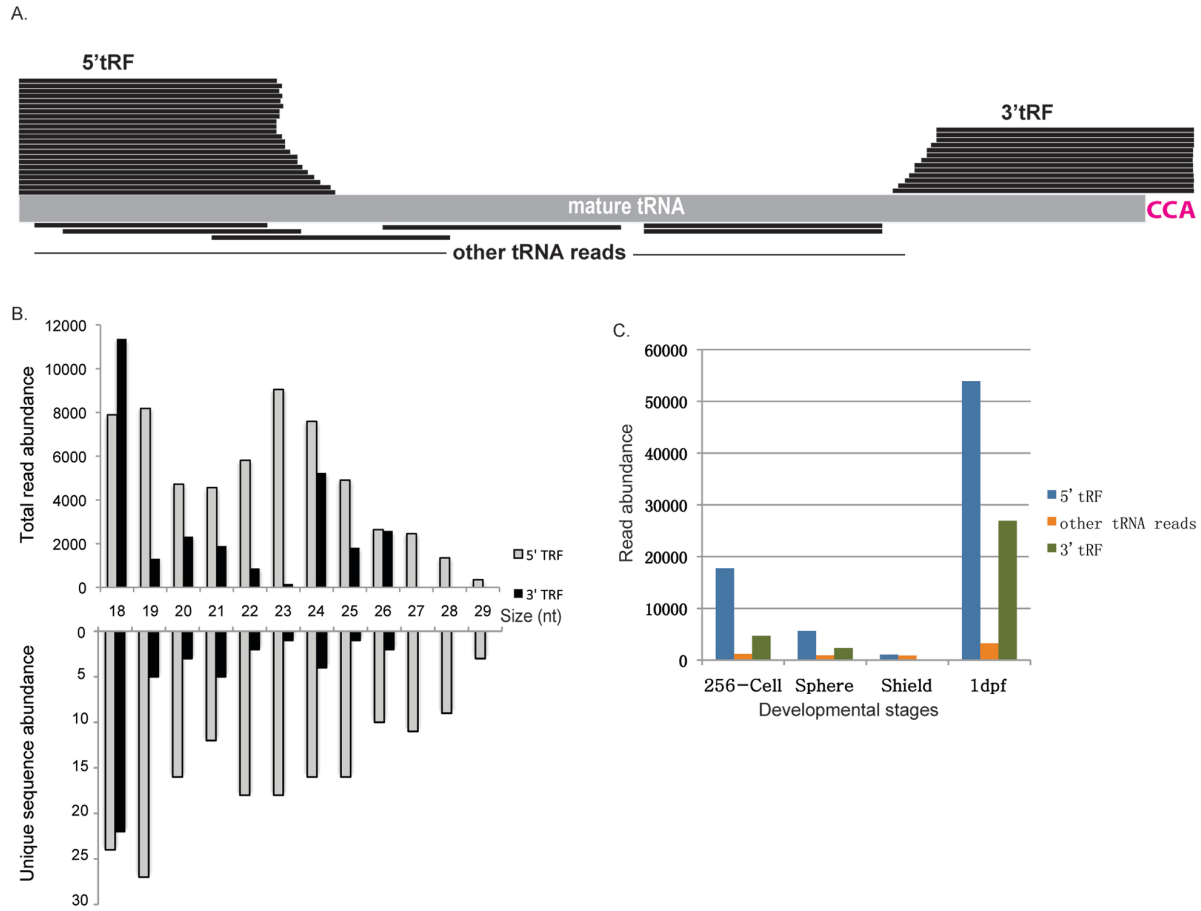 A.
5'tRF
3'tRF
mature tRNA
CCA
other tRNA reads
B.
12000
10000
8000
6000
4000
2000
0
Total read abundance
5' TRF
3' TRF
18 19 20 21 22 23 24 25 26 27 28 29
Size (nt)
0
5
10
15
20
25
30
Unique sequence abundance
C.
60000
50000
40000
30000
20000
10000
0
Read abundance
256-Cell Sphere Shield 1dpf
Developmental stages
5' tRF
other tRNA reads
3' tRF